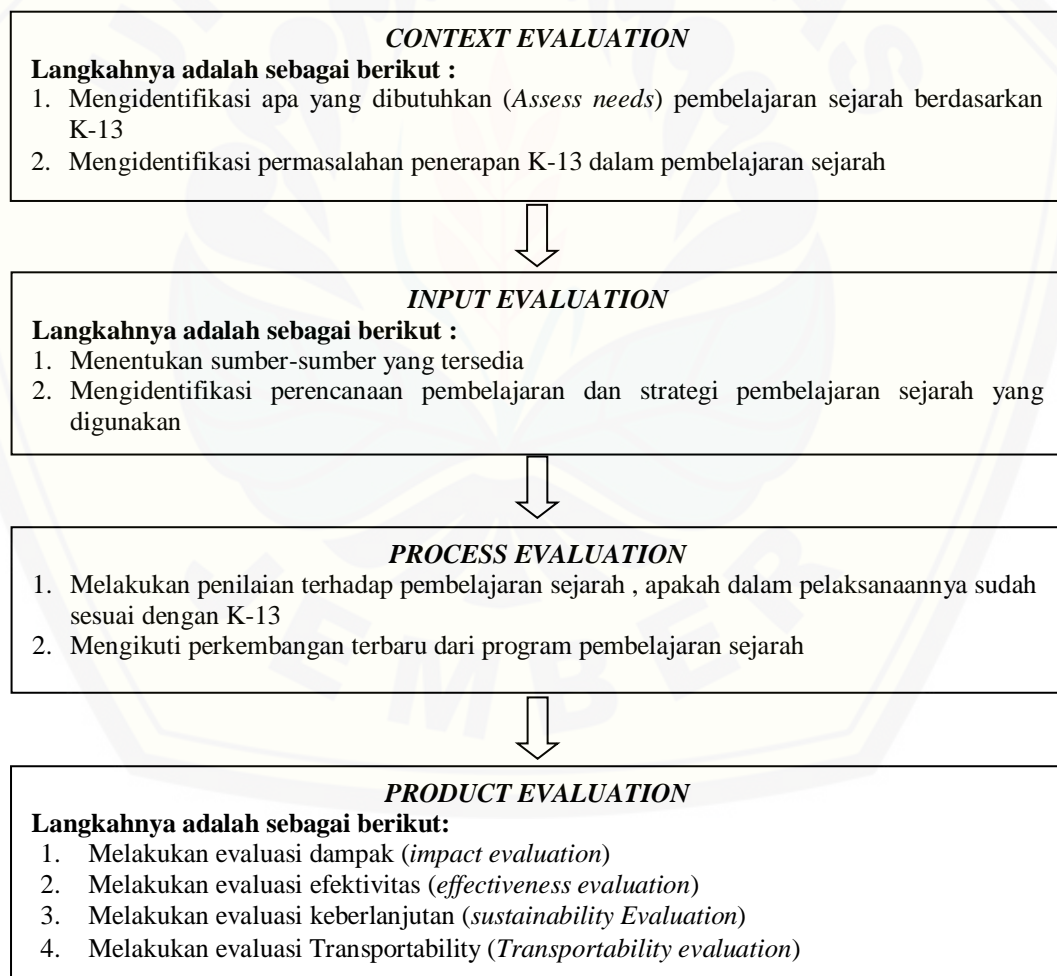 CONTEXT EVALUATION
Langkahnya adalah sebagai berikut :
1. Mengidentifikasi apa yang dibutuhkan (Assess needs) pembelajaran sejarah berdasarkan
K-13
2. Mengidentifikasi permasalahan penerapan K-13 dalam pembelajaran sejarah
INPUT EVALUATION
Langkahnya adalah sebagai berikut :
1. Menentukan sumber-sumber yang tersedia
2. Mengidentifikasi perencanaan pembelajaran dan strategi pembelajaran sejarah yang
digunakan
PROCESS EVALUATION
1. Melakukan penilaian terhadap pembelajaran sejarah , apakah dalam pelaksanaannya sudah
sesuai dengan K-13
2. Mengikuti perkembangan terbaru dari program pembelajaran sejarah
PRODUCT EVALUATION
Langkahnya adalah sebagai berikut:
1. Melakukan evaluasi dampak (impact evaluation)
2. Melakukan evaluasi efektivitas (effectiveness evaluation)
3. Melakukan evaluasi keberlanjutan (sustainability Evaluation)
4. Melakukan evaluasi Transportability (Transportability evaluation)